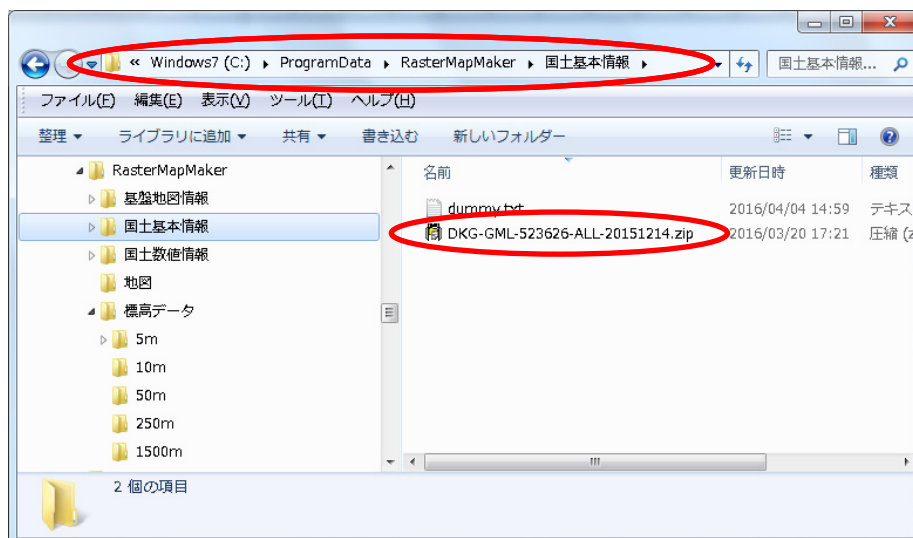 « Windows7 (C:) ▸ ProgramData ▸ RasterMapMaker ▸ 国土基本情報 ▸ 国土基本情報...
ファイル(F) 編集(E) 表示(V) ツール(T) ヘルプ(H)
整理 ▼ ライブラリに追加 ▼ 共有 ▼ 書き込む 新しいフォルダー
RasterMapMaker
基盤地図情報
国土基本情報
国土数値情報
地図
標高データ
5m
10m
50m
250m
1500m
名前 更新日時 種類
dummy.txt 2016/04/04 14:59 テキス
DKG-GML-523626-ALL-20151214.zip 2016/03/20 17:21 圧縮 (z
2 個の項目